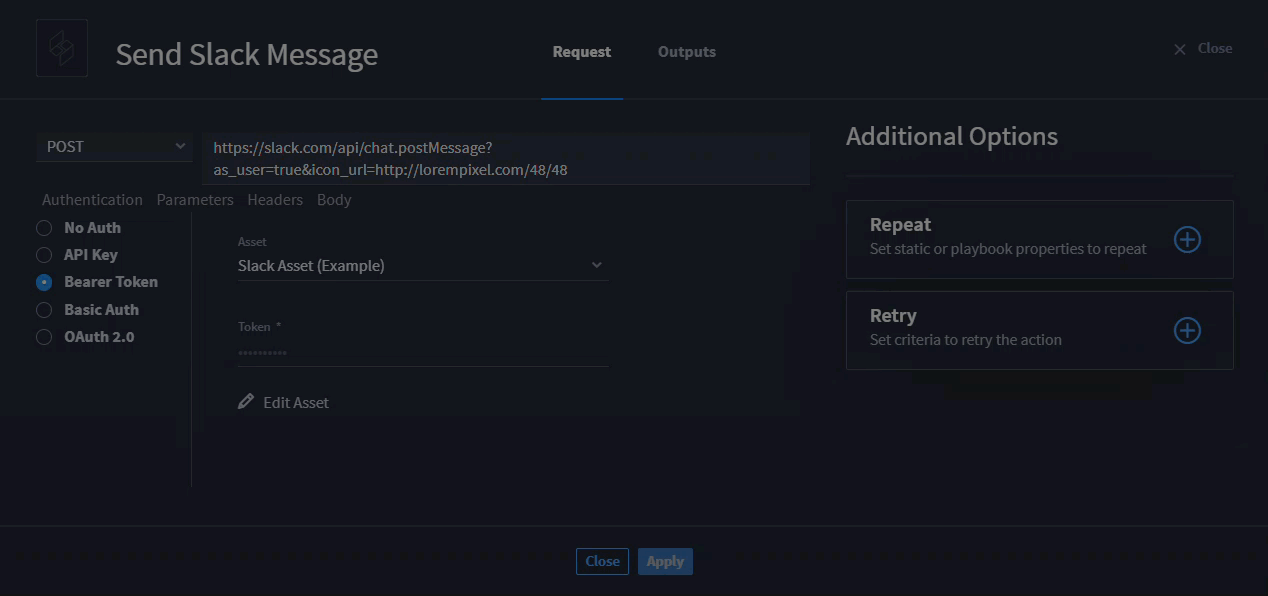 Send Slack Message
Request
Outputs
Close
POST
https://slack.com/api/chat.postMessage?
as_user=true&icon_url=http://lorempixel.com/48/48
Authentication Parameters Headers Body
No Auth
API Key
Bearer Token
Basic Auth
OAuth 2.0
Asset
Slack Asset (Example)
Token *
**********
Edit Asset
Additional Options
Repeat
Set static or playbook properties to repeat
Retry
Set criteria to retry the action
Close
Apply